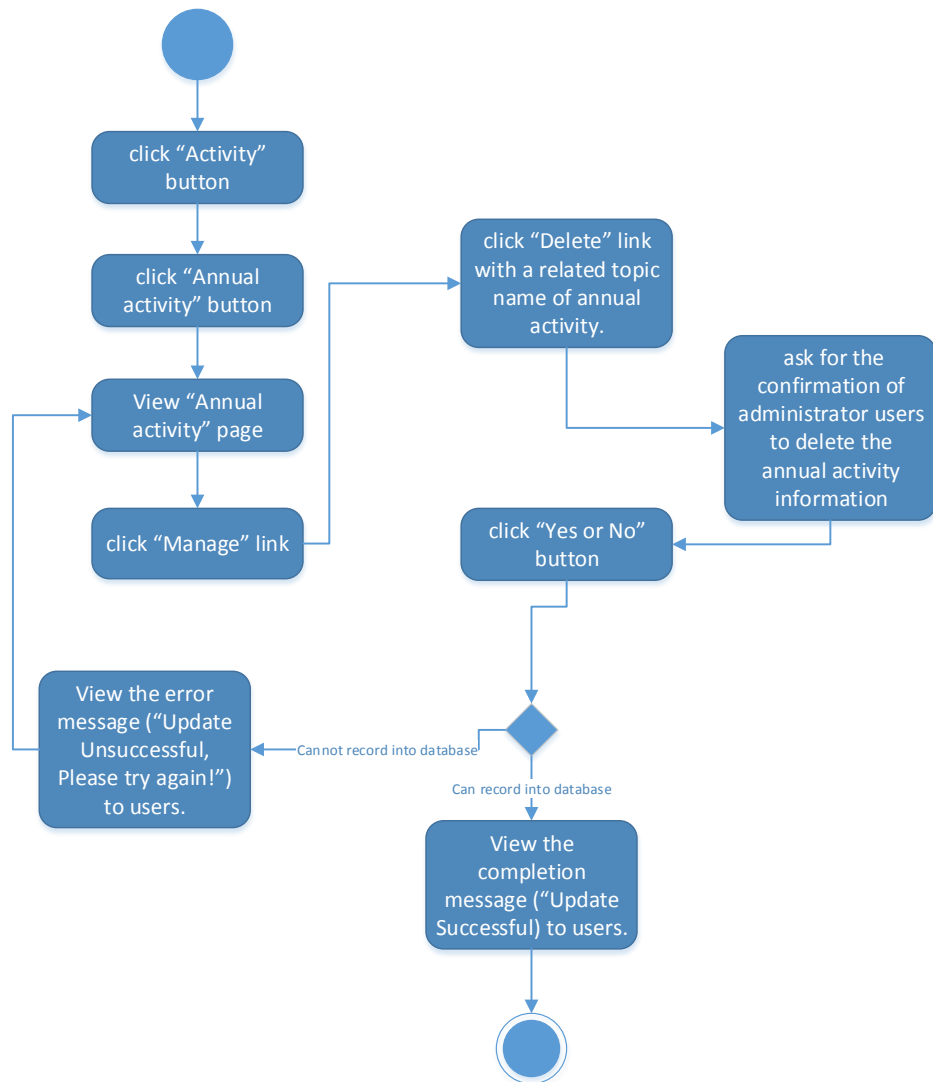 click “Activity”
button
click “Annual
activity” button
View “Annual
activity” page
click “Manage” link
click “Delete” link
with a related topic
name of annual
activity.
ask for the
confirmation of
administrator users
to delete the
annual activity
information
click “Yes or No”
button
Cannot record into database
View the error
message (“Update
Unsuccessful,
Please try again!”)
to users.
Can record into database
View the
completion
message (“Update
Successful) to users.